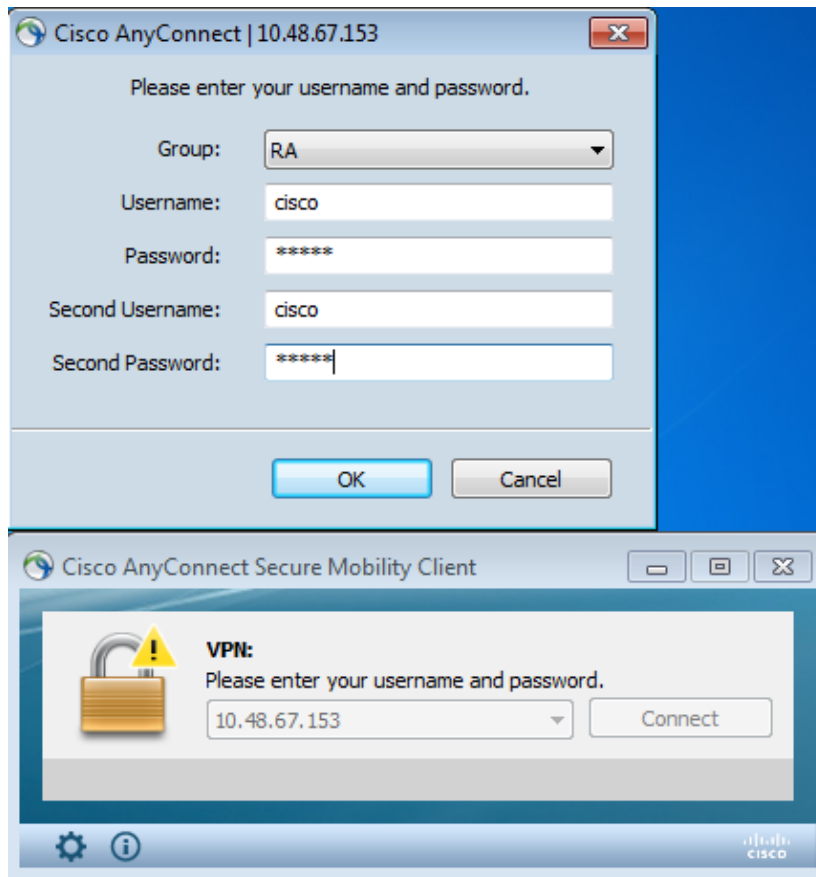 Cisco AnyConnect | 10.48.67.153
Please enter your username and password.
Group: RA
Username: cisco
Password: *****
Second Username: cisco
Second Password: *****
OK Cancel
Cisco AnyConnect Secure Mobility Client
VPN:
Please enter your username and password.
10.48.67.153 Connect
CISCO